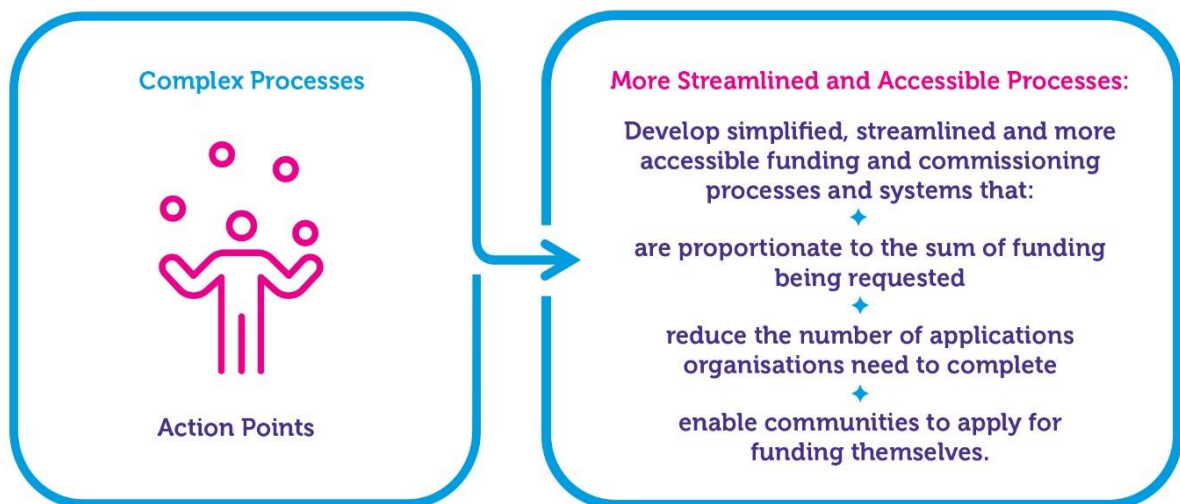 Complex Processes
Action Points
More Streamlined and Accessible Processes:
Develop simplified, streamlined and more
accessible funding and commissioning
processes and systems that:
are proportionate to the sum of funding
being requested
reduce the number of applications
organisations need to complete
enable communities to apply for
funding themselves.